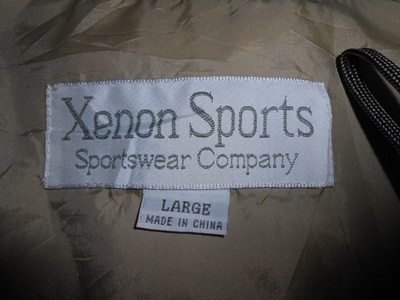 Xenon Sports
Sportswear Company
LARGE
MADE IN CHINA